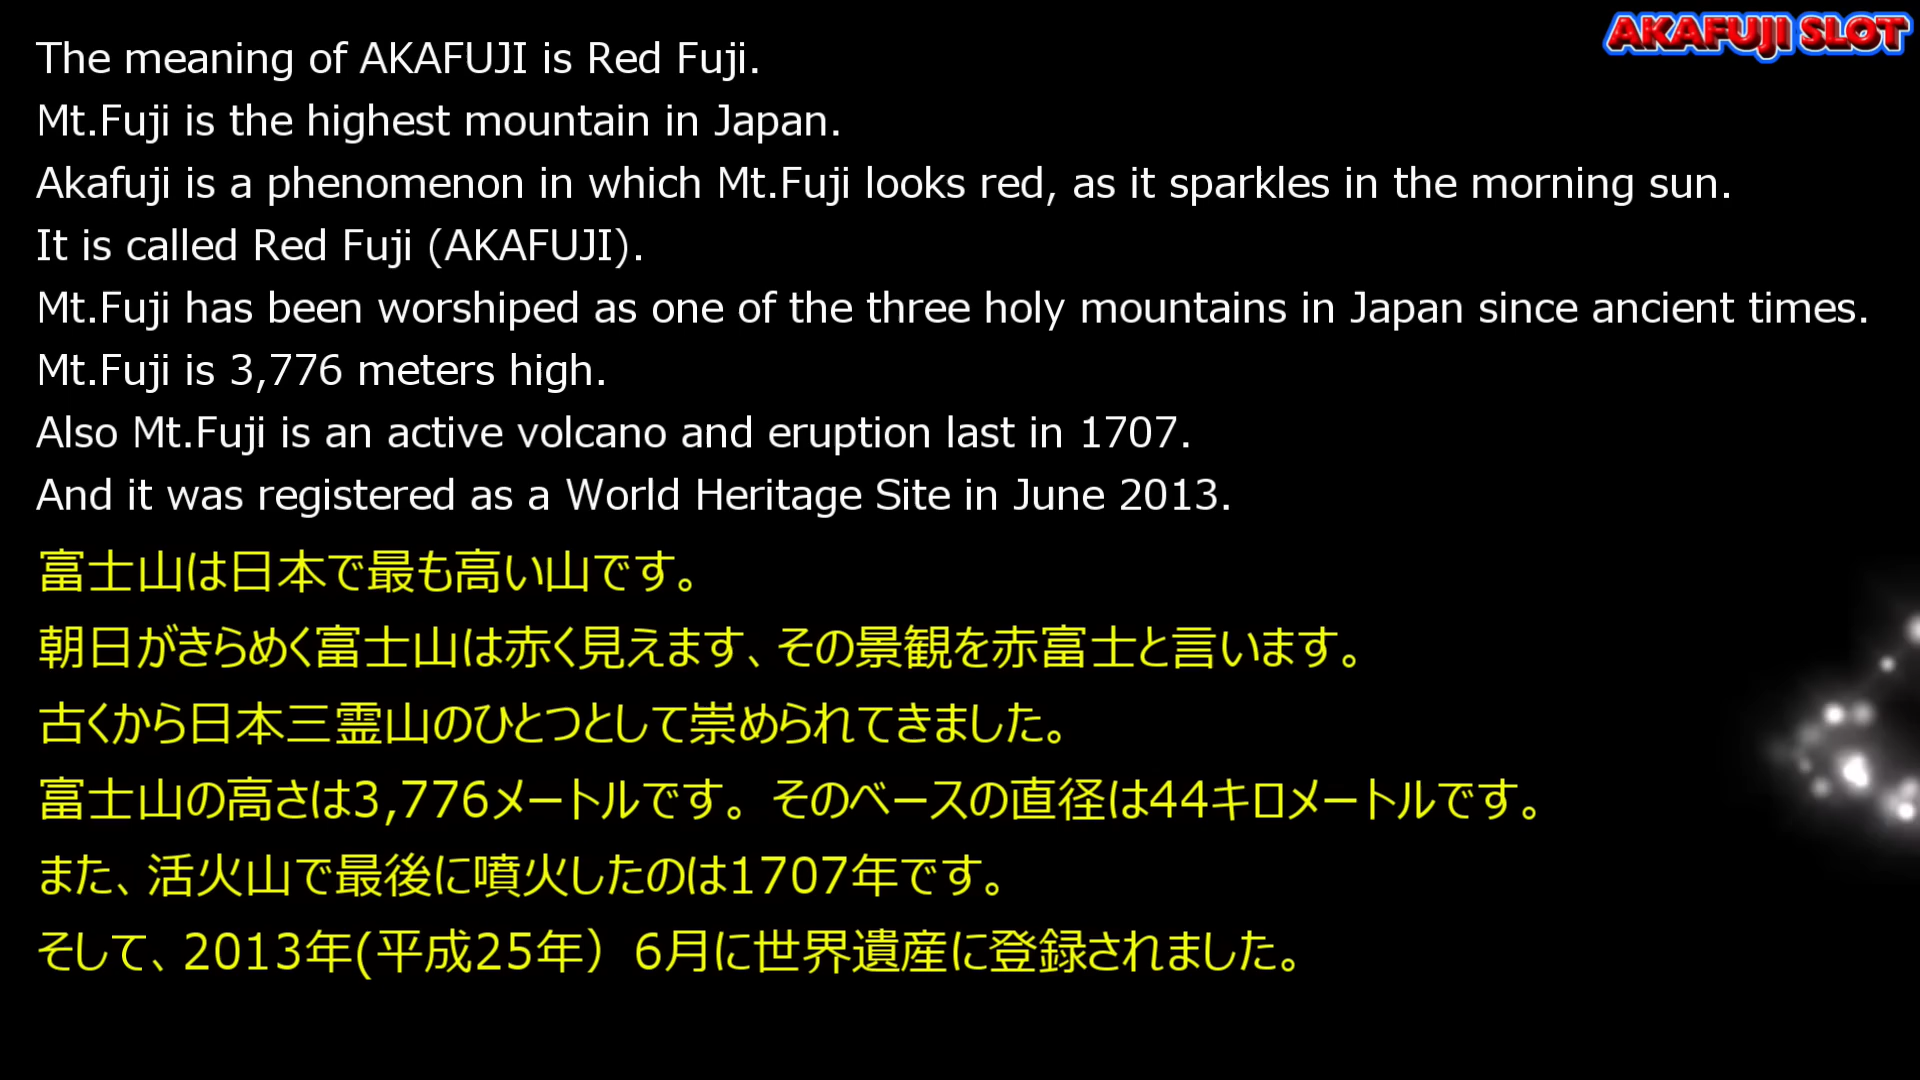 AKAFUJI SLOT
The meaning of AKAFUJI is Red Fuji.
Mt.Fuji is the highest mountain in Japan.
Akafuji is a phenomenon in which Mt.Fuji looks red, as it sparkles in the morning sun.
It is called Red Fuji (AKAFUJI).
Mt.Fuji has been worshiped as one of the three holy mountains in Japan since ancient times.
Mt.Fuji is 3,776 meters high.
Also Mt.Fuji is an active volcano and eruption last in 1707.
And it was registered as a World Heritage Site in June 2013.
富士山は日本で最も高い山です。
朝日がきらめく富士山は赤く見えます、その景観を赤富士と言います。
古くから日本三霊山のひとつとして崇められてきました。
富士山の高さは3,776メートルです。そのベースの直径は44キロメートルです。
また、活火山で最後に噴火したのは1707年です。
そして、2013年(平成25年）6月に世界遺産に登録されました。